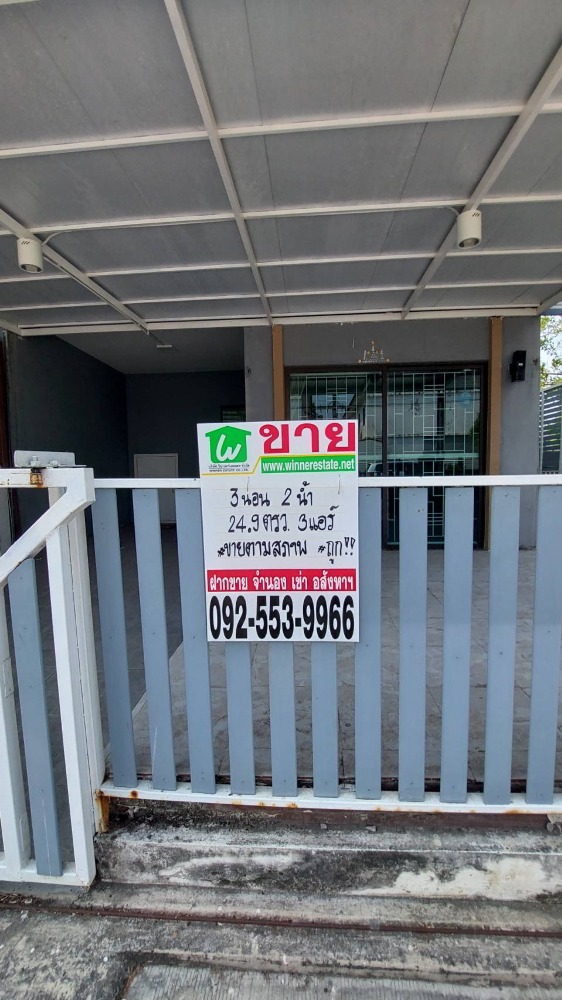 ขาย
www.winnerestate.net
3นอน 2น้ำ
24.9ตรว. 3แอร์
*ขายตามสภาพ *ถูก!!
ฝากขาย จำนอง เช่า อสังหาฯ
092-553-9966